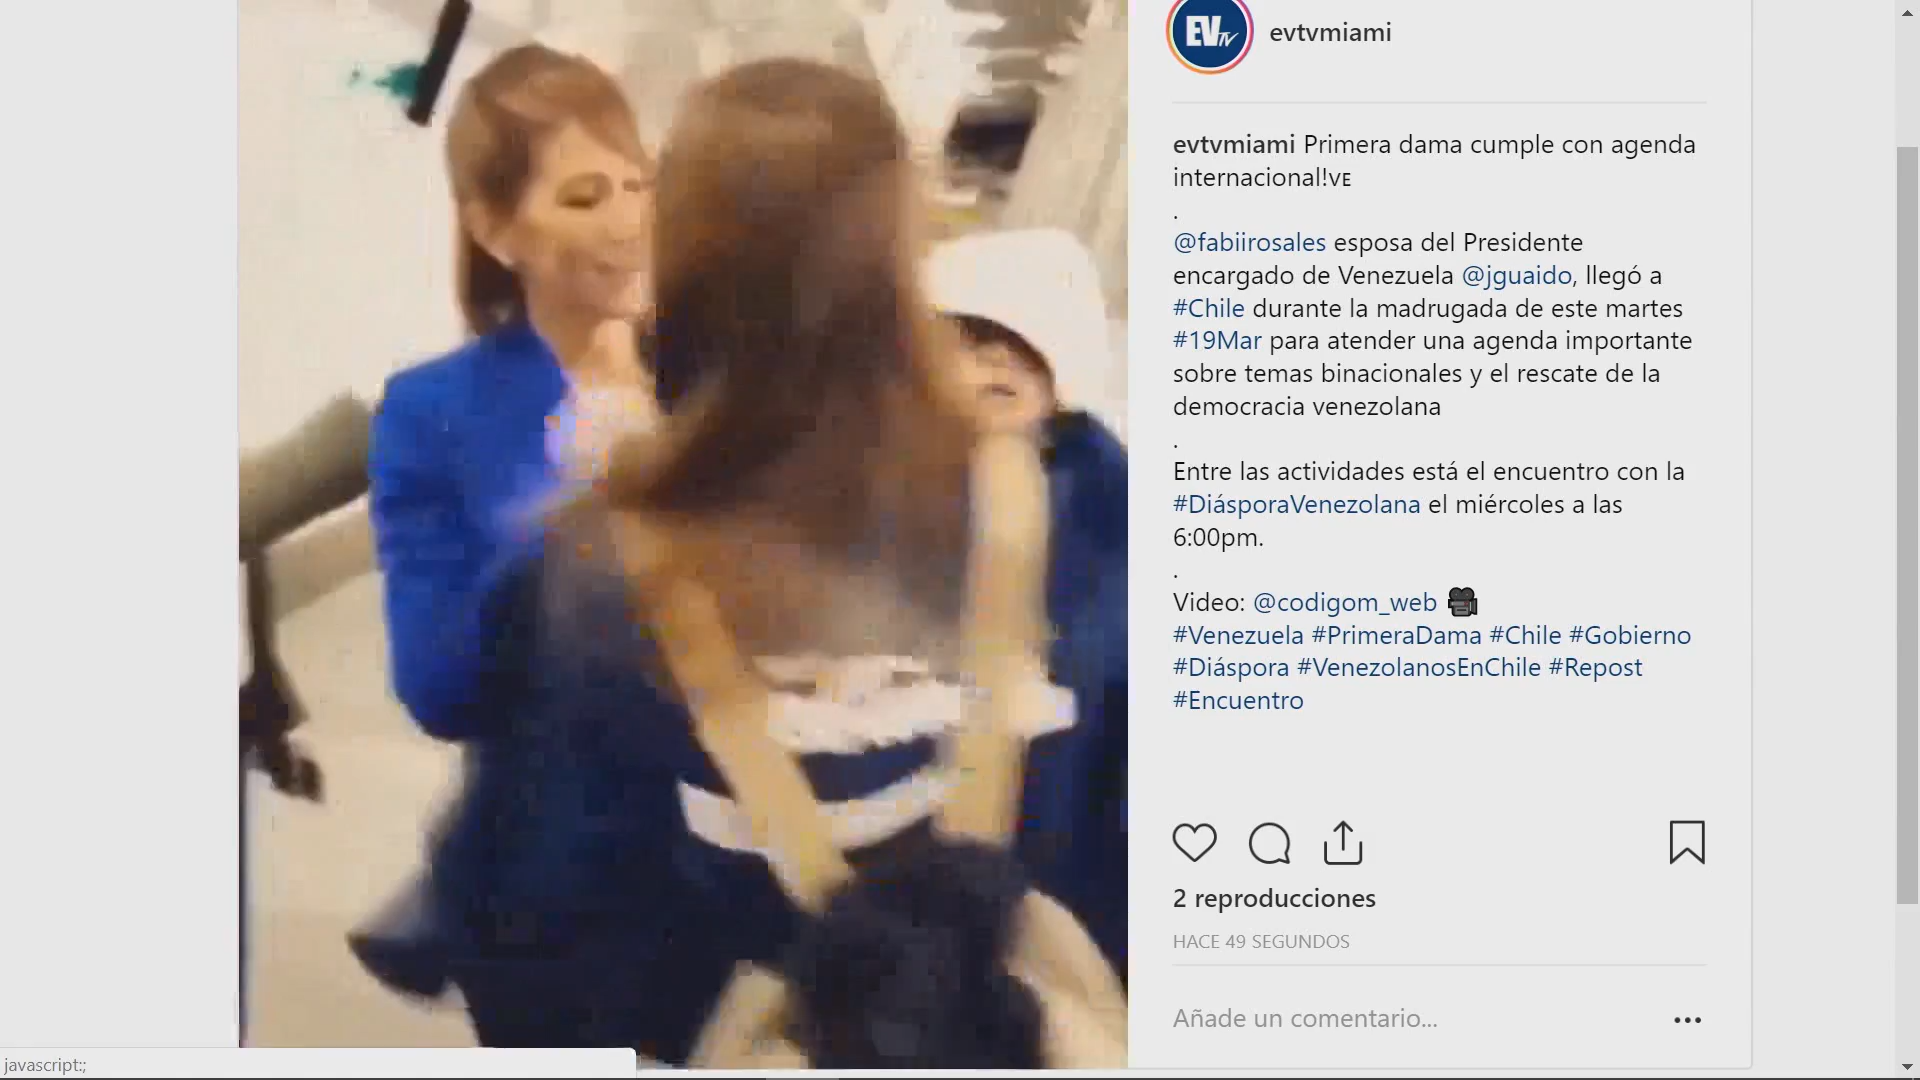 EVTV
evtvmiami
evtvmiami Primera dama cumple con agenda
internacional!VE
.
@fabiirosales esposa del Presidente
encargado de Venezuela @jguaido, llegó a
#Chile durante la madrugada de este martes
#19Mar para atender una agenda importante
sobre temas binacionales y el rescate de la
democracia venezolana
.
Entre las actividades está el encuentro con la
#DiásporaVenezolana el miércoles a las
6:00pm.
.
Video: @codigom_web 🎥
#Venezuela #PrimeraDama #Chile #Gobierno
#Diáspora #VenezolanosEnChile #Repost
#Encuentro
2 reproducciones
HACE 49 SEGUNDOS
Añade un comentario...
javascript:;